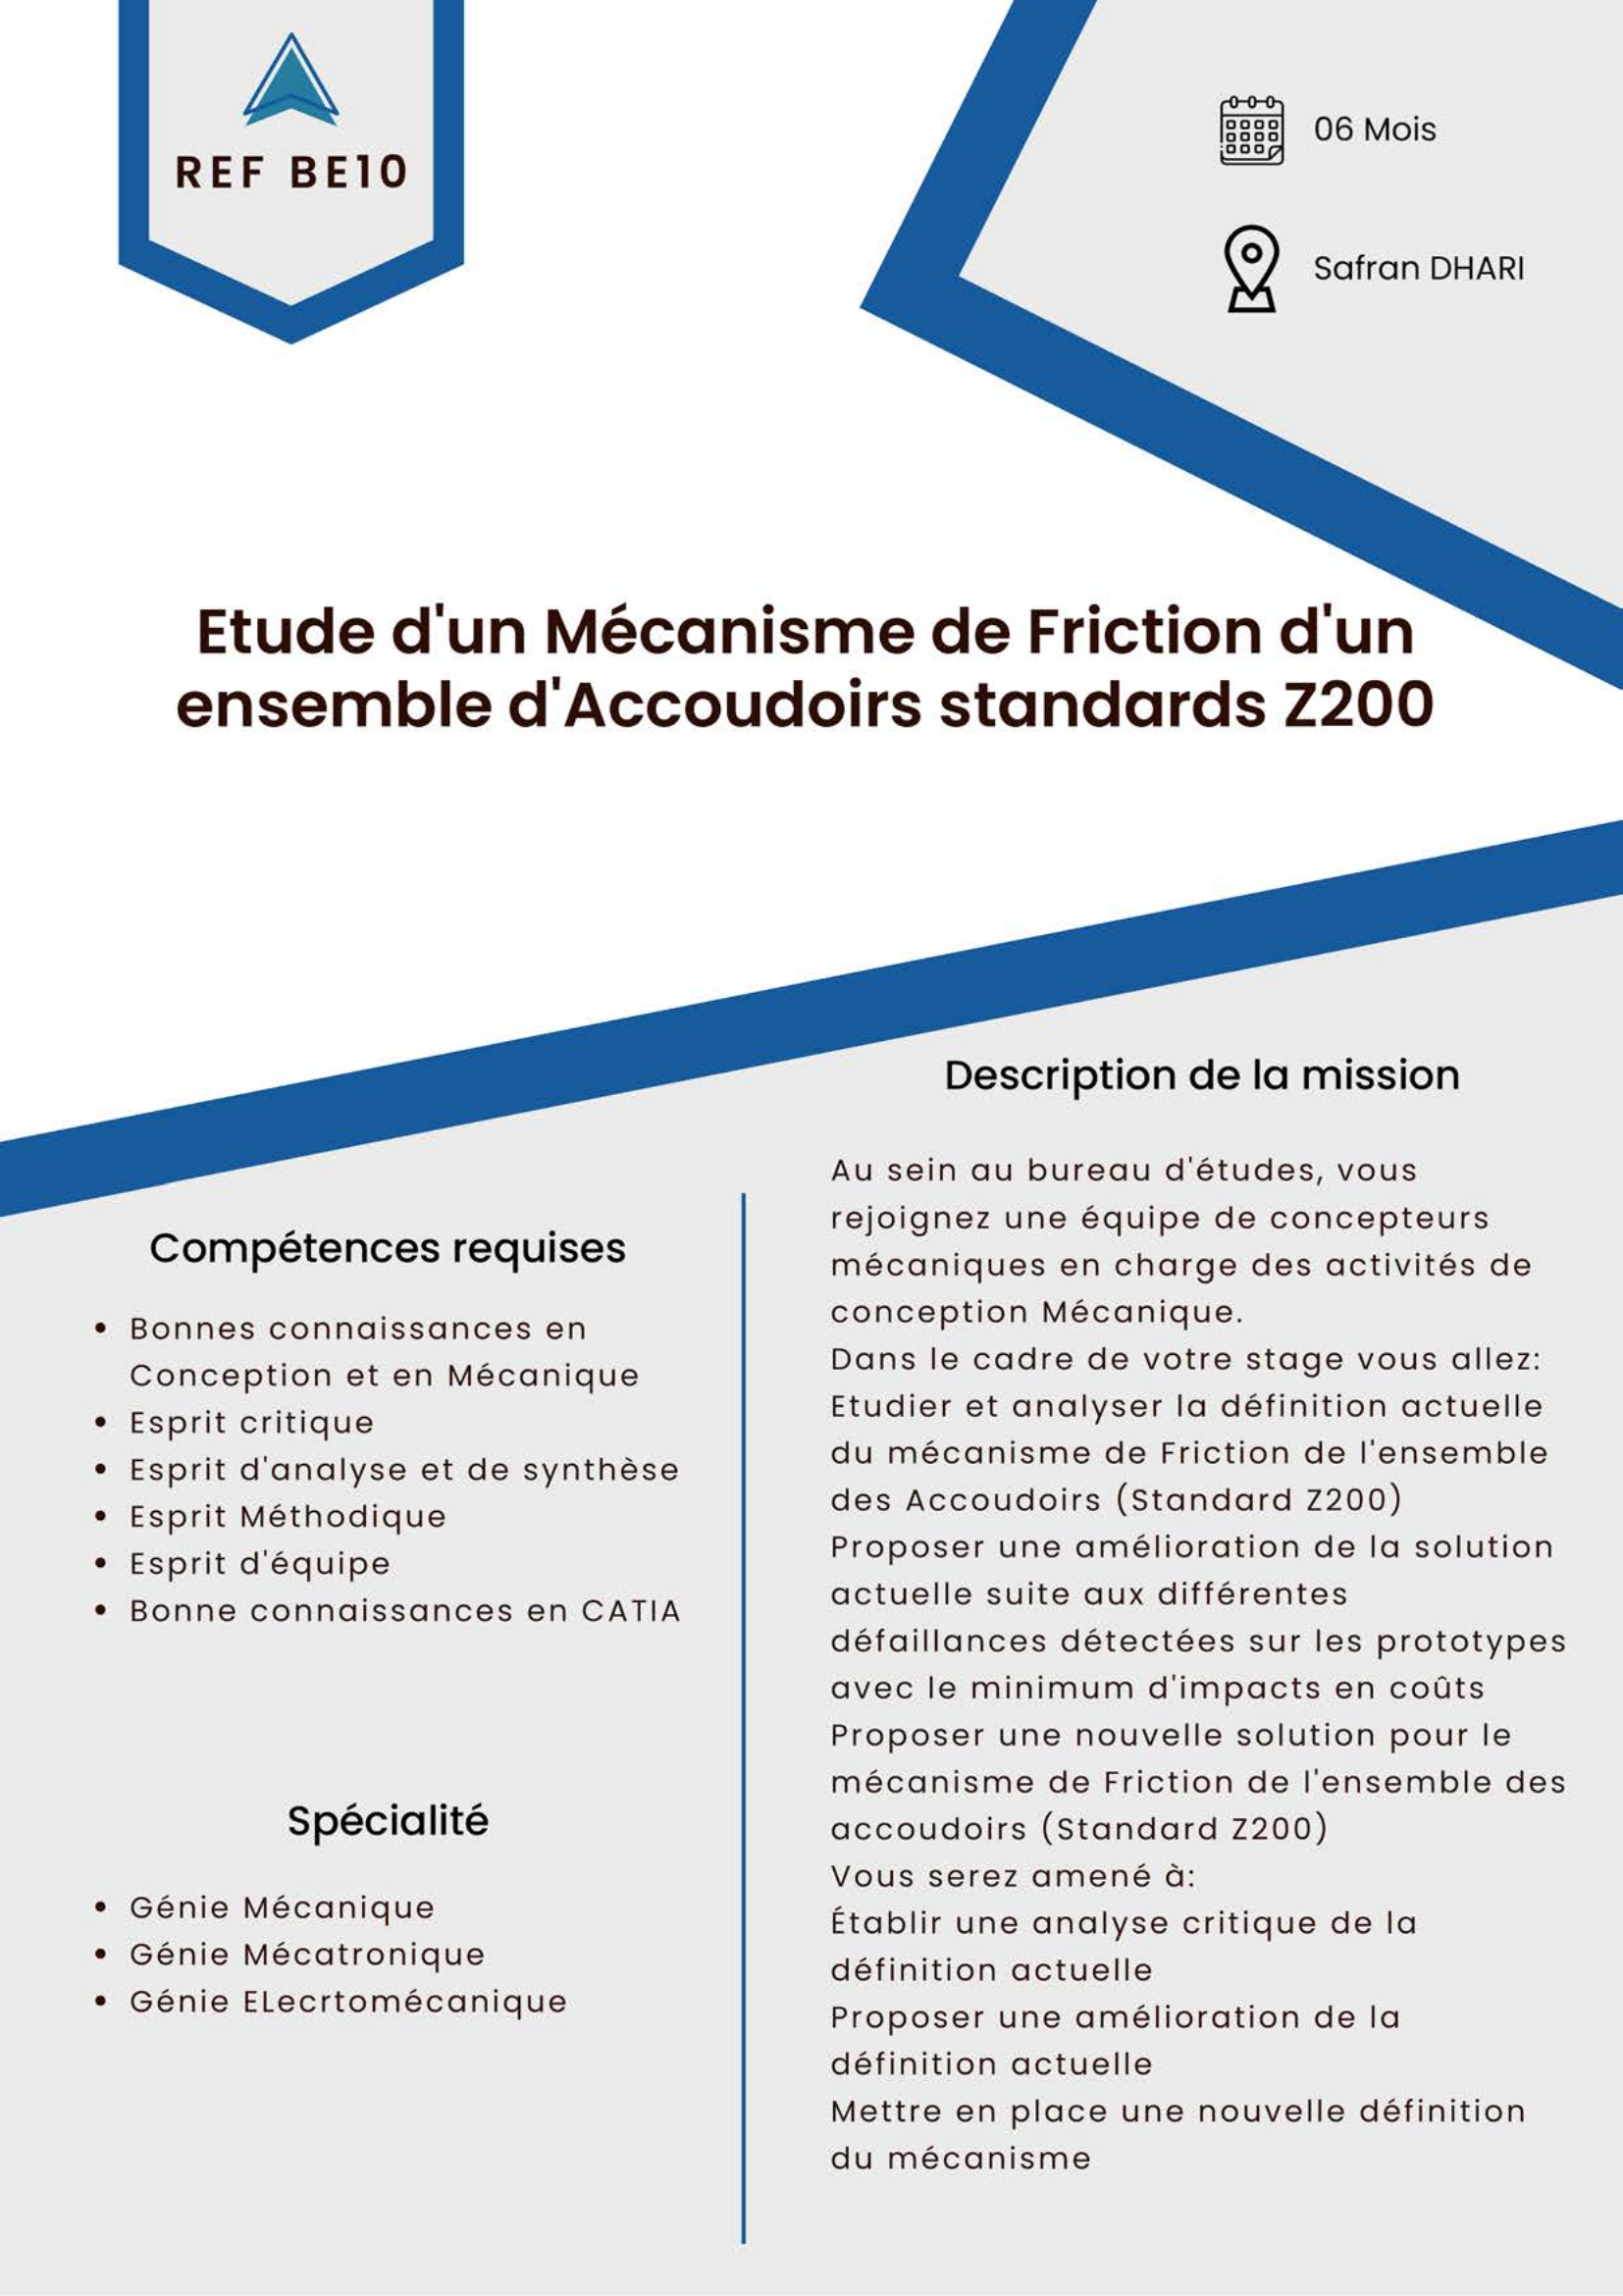 REF BE10
06 Mois
Safran DHARI
Etude d'un Mécanisme de Friction d'un
ensemble d'Accoudoirs standards Z200
Compétences requises
• Bonnes connaissances en
Conception et en Mécanique
• Esprit critique
• Esprit d'analyse et de synthèse
• Esprit Méthodique
• Esprit d'équipe
• Bonne connaissances en CATIA
Spécialité
• Génie Mécanique
• Génie Mécatronique
• Génie ELecrtomécanique
Description de la mission
Au sein au bureau d'études, vous
rejoignez une équipe de concepteurs
mécaniques en charge des activités de
conception Mécanique.
Dans le cadre de votre stage vous allez:
Etudier et analyser la définition actuelle
du mécanisme de Friction de l'ensemble
des Accoudoirs (Standard Z200)
Proposer une amélioration de la solution
actuelle suite aux différentes
défaillances détectées sur les prototypes
avec le minimum d'impacts en coûts
Proposer une nouvelle solution pour le
mécanisme de Friction de l'ensemble des
accoudoirs (Standard Z200)
Vous serez amené à:
Établir une analyse critique de la
définition actuelle
Proposer une amélioration de la
définition actuelle
Mettre en place une nouvelle définition
du mécanisme